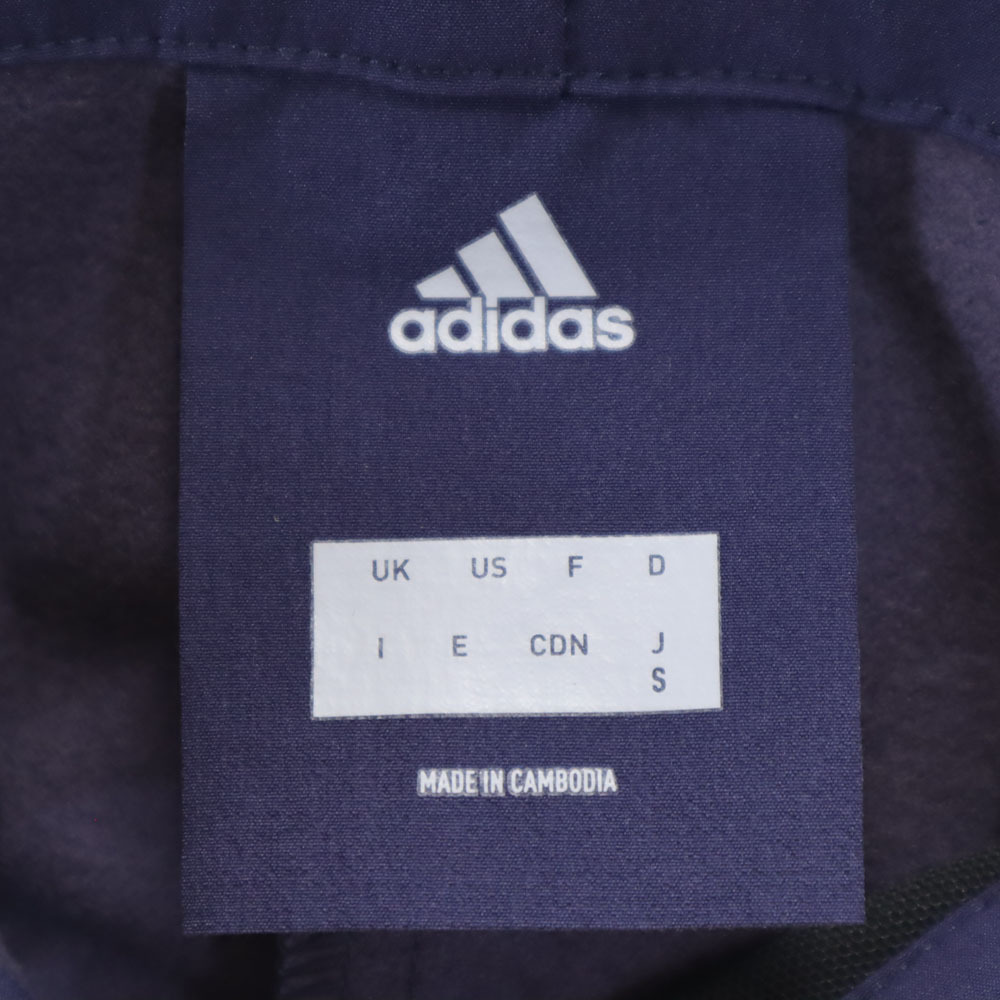 adidas
UK US F D
I E CDN J
S
MADE IN CAMBODIA